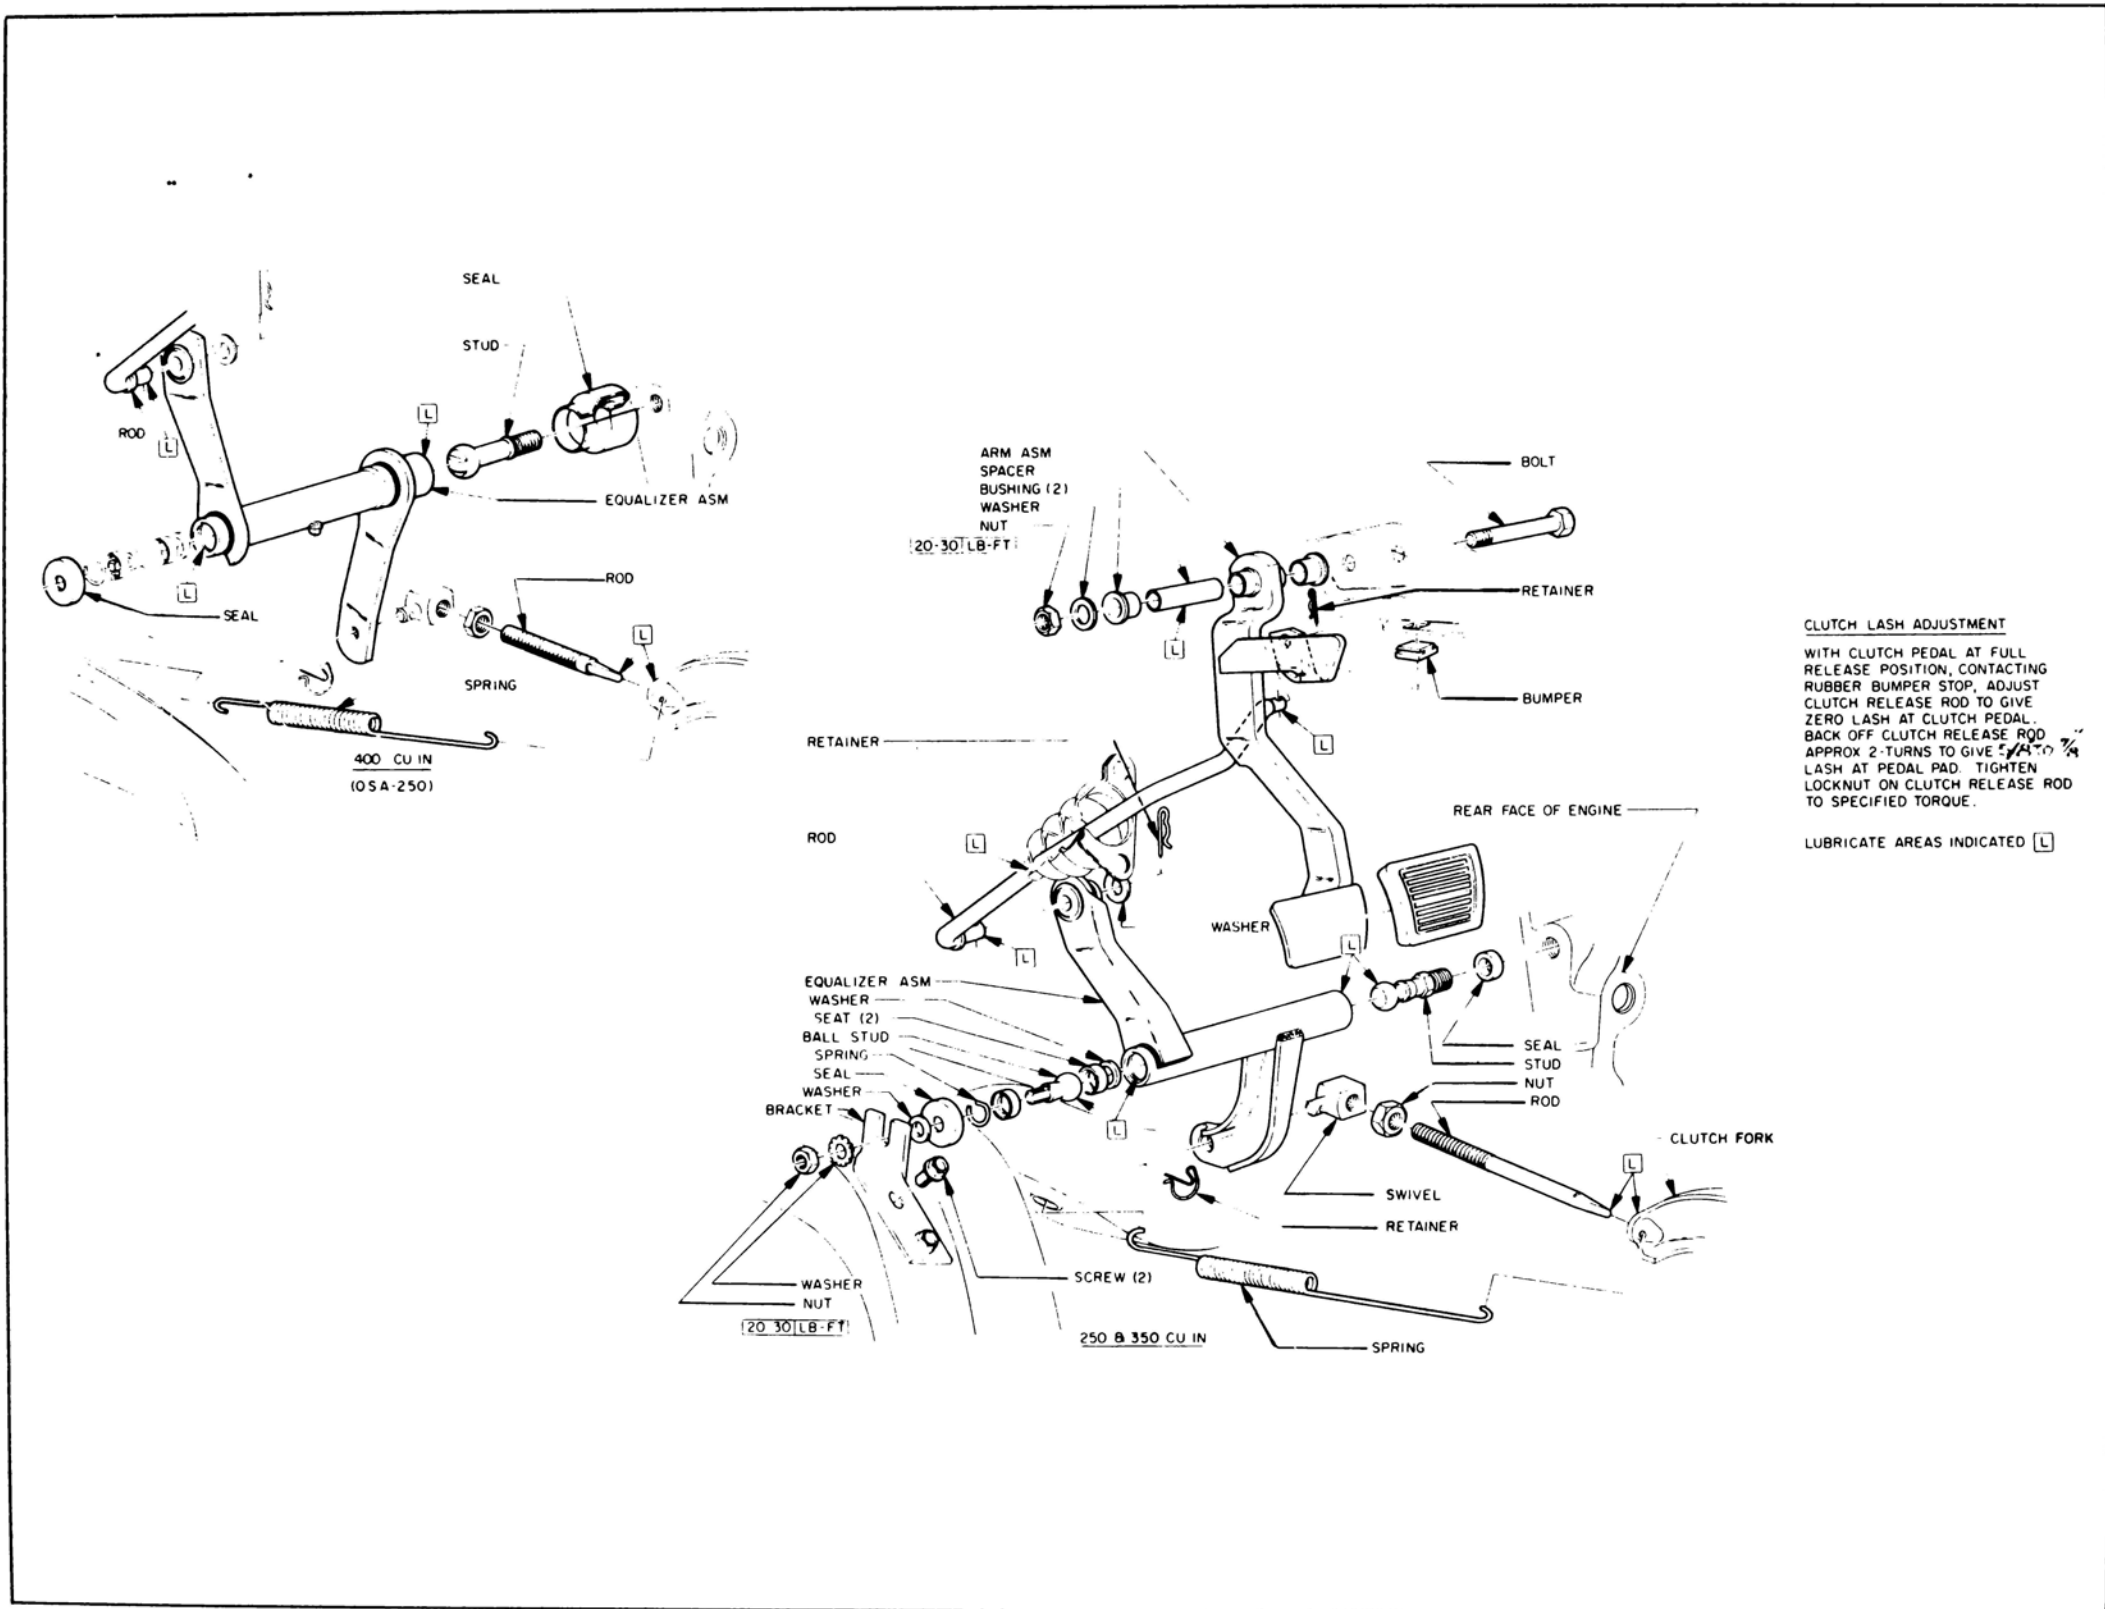 SEAL
STUD
ROD
L
L
EQUALIZER ASM
L
SEAL
ROD
L
SPRING
400 CU IN
(OSA-250)
ARM ASM
SPACER
BUSHING (2)
WASHER
NUT
20-30 LB-FT
BOLT
L
RETAINER
BUMPER
L
RETAINER
ROD
L
L
WASHER
L
REAR FACE OF ENGINE
EQUALIZER ASM
WASHER
SEAT (2)
BALL STUD
SPRING
SEAL
WASHER
BRACKET
L
SEAL
STUD
NUT
ROD
CLUTCH FORK
L
SWIVEL
RETAINER
WASHER
NUT
20 30 LB-FT
SCREW (2)
250 & 350 CU IN
SPRING
CLUTCH LASH ADJUSTMENT
WITH CLUTCH PEDAL AT FULL
RELEASE POSITION, CONTACTING
RUBBER BUMPER STOP, ADJUST
CLUTCH RELEASE ROD TO GIVE
ZERO LASH AT CLUTCH PEDAL.
BACK OFF CLUTCH RELEASE ROD
APPROX 2-TURNS TO GIVE
LASH AT PEDAL PAD. TIGHTEN
LOCKNUT ON CLUTCH RELEASE ROD
TO SPECIFIED TORQUE.
LUBRICATE AREAS INDICATED L